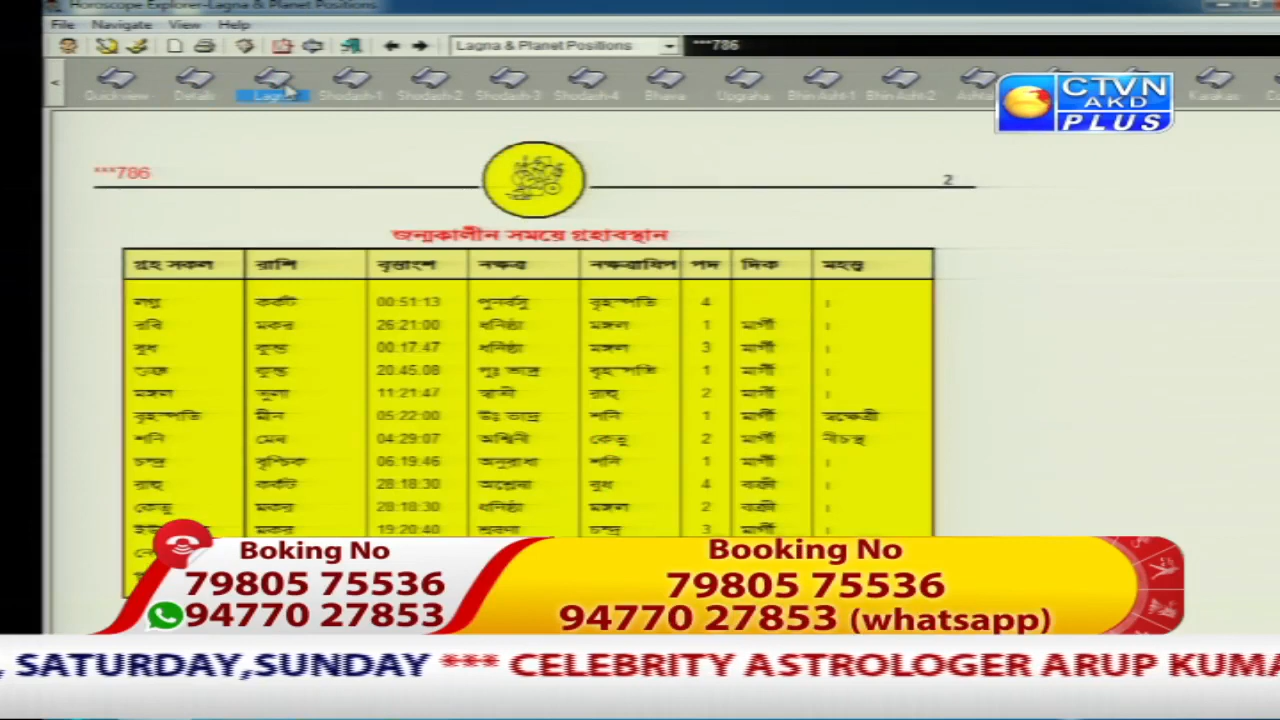 Horoscope Explorer-Lagna & Planet Positions
File Navigate View Help
Lagna & Planet Positions ***786
Quickview Details Lagna Shodash-1 Shodash-2 Shodash-3 Shodash-4 Bhava Upgraha Bhin Asht-1 Bhin Asht-2 Karakas
CTVN
AKD
PLUS
***786 2
জন্মকালীন সময়ে গ্রহাবস্থান
গ্রহ সকল রাশি বৃত্তাংশ নক্ষত্র নক্ষত্রাধিপ পদ দিক মহত্ত্ব
লগ্ন কর্কট 00:51:13 পুনর্বসু বৃহস্পতি 4 ।
রবি মকর 26:21:00 ধনিষ্ঠা মঙ্গল 1 মার্গী ।
বুধ কুম্ভ 00:17:47 ধনিষ্ঠা মঙ্গল 3 মার্গী ।
শুক্র কুম্ভ 20:45:08 পূঃ ভাদ্র বৃহস্পতি 1 মার্গী ।
মঙ্গল তুলা 11:21:47 স্বাতী রাহু 2 মার্গী ।
বৃহস্পতি মীন 05:22:00 উঃ ভাদ্র শনি 1 মার্গী স্বক্ষেত্রী
শনি মেষ 04:29:07 অশ্বিনী কেতু 2 মার্গী নীচস্থ
চন্দ্র বৃশ্চিক 06:19:46 অনুরাধা শনি 1 মার্গী ।
রাহু কর্কট 28:18:30 অশ্লেষা বুধ 4 বক্রী ।
কেতু মকর 28:18:30 ধনিষ্ঠা মঙ্গল 2 বক্রী ।
মকর 19:20:40 শ্রবণা চন্দ্র 3 মার্গী ।
Boking No
79805 75536
94770 27853
Booking No
79805 75536
94770 27853 (whatsapp)
, SATURDAY,SUNDAY *** CELEBRITY ASTROLOGER ARUP KUMA